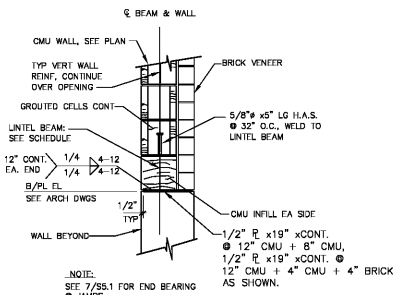 ℄ BEAM & WALL
CMU WALL, SEE PLAN
BRICK VENEER
TYP VERT WALL
REINF, CONTINUE
OVER OPENING
GROUTED CELLS CONT
5/8"ø x5" LG H.A.S.
@ 32" O.C., WELD TO
LINTEL BEAM
LINTEL BEAM:
SEE SCHEDULE
12" CONT.
EA. END
1/4 4-12
1/4 4-12
B/PL EL
SEE ARCH DWGS
1/2"
TYP
CMU INFILL EA SIDE
WALL BEYOND
1/2" ⅊ x19" xCONT.
@ 12" CMU + 8" CMU,
1/2" ⅊ x19" xCONT. @
12" CMU + 4" CMU + 4" BRICK
AS SHOWN.
NOTE:
SEE 7/S5.1 FOR END BEARING
@ JAMBS